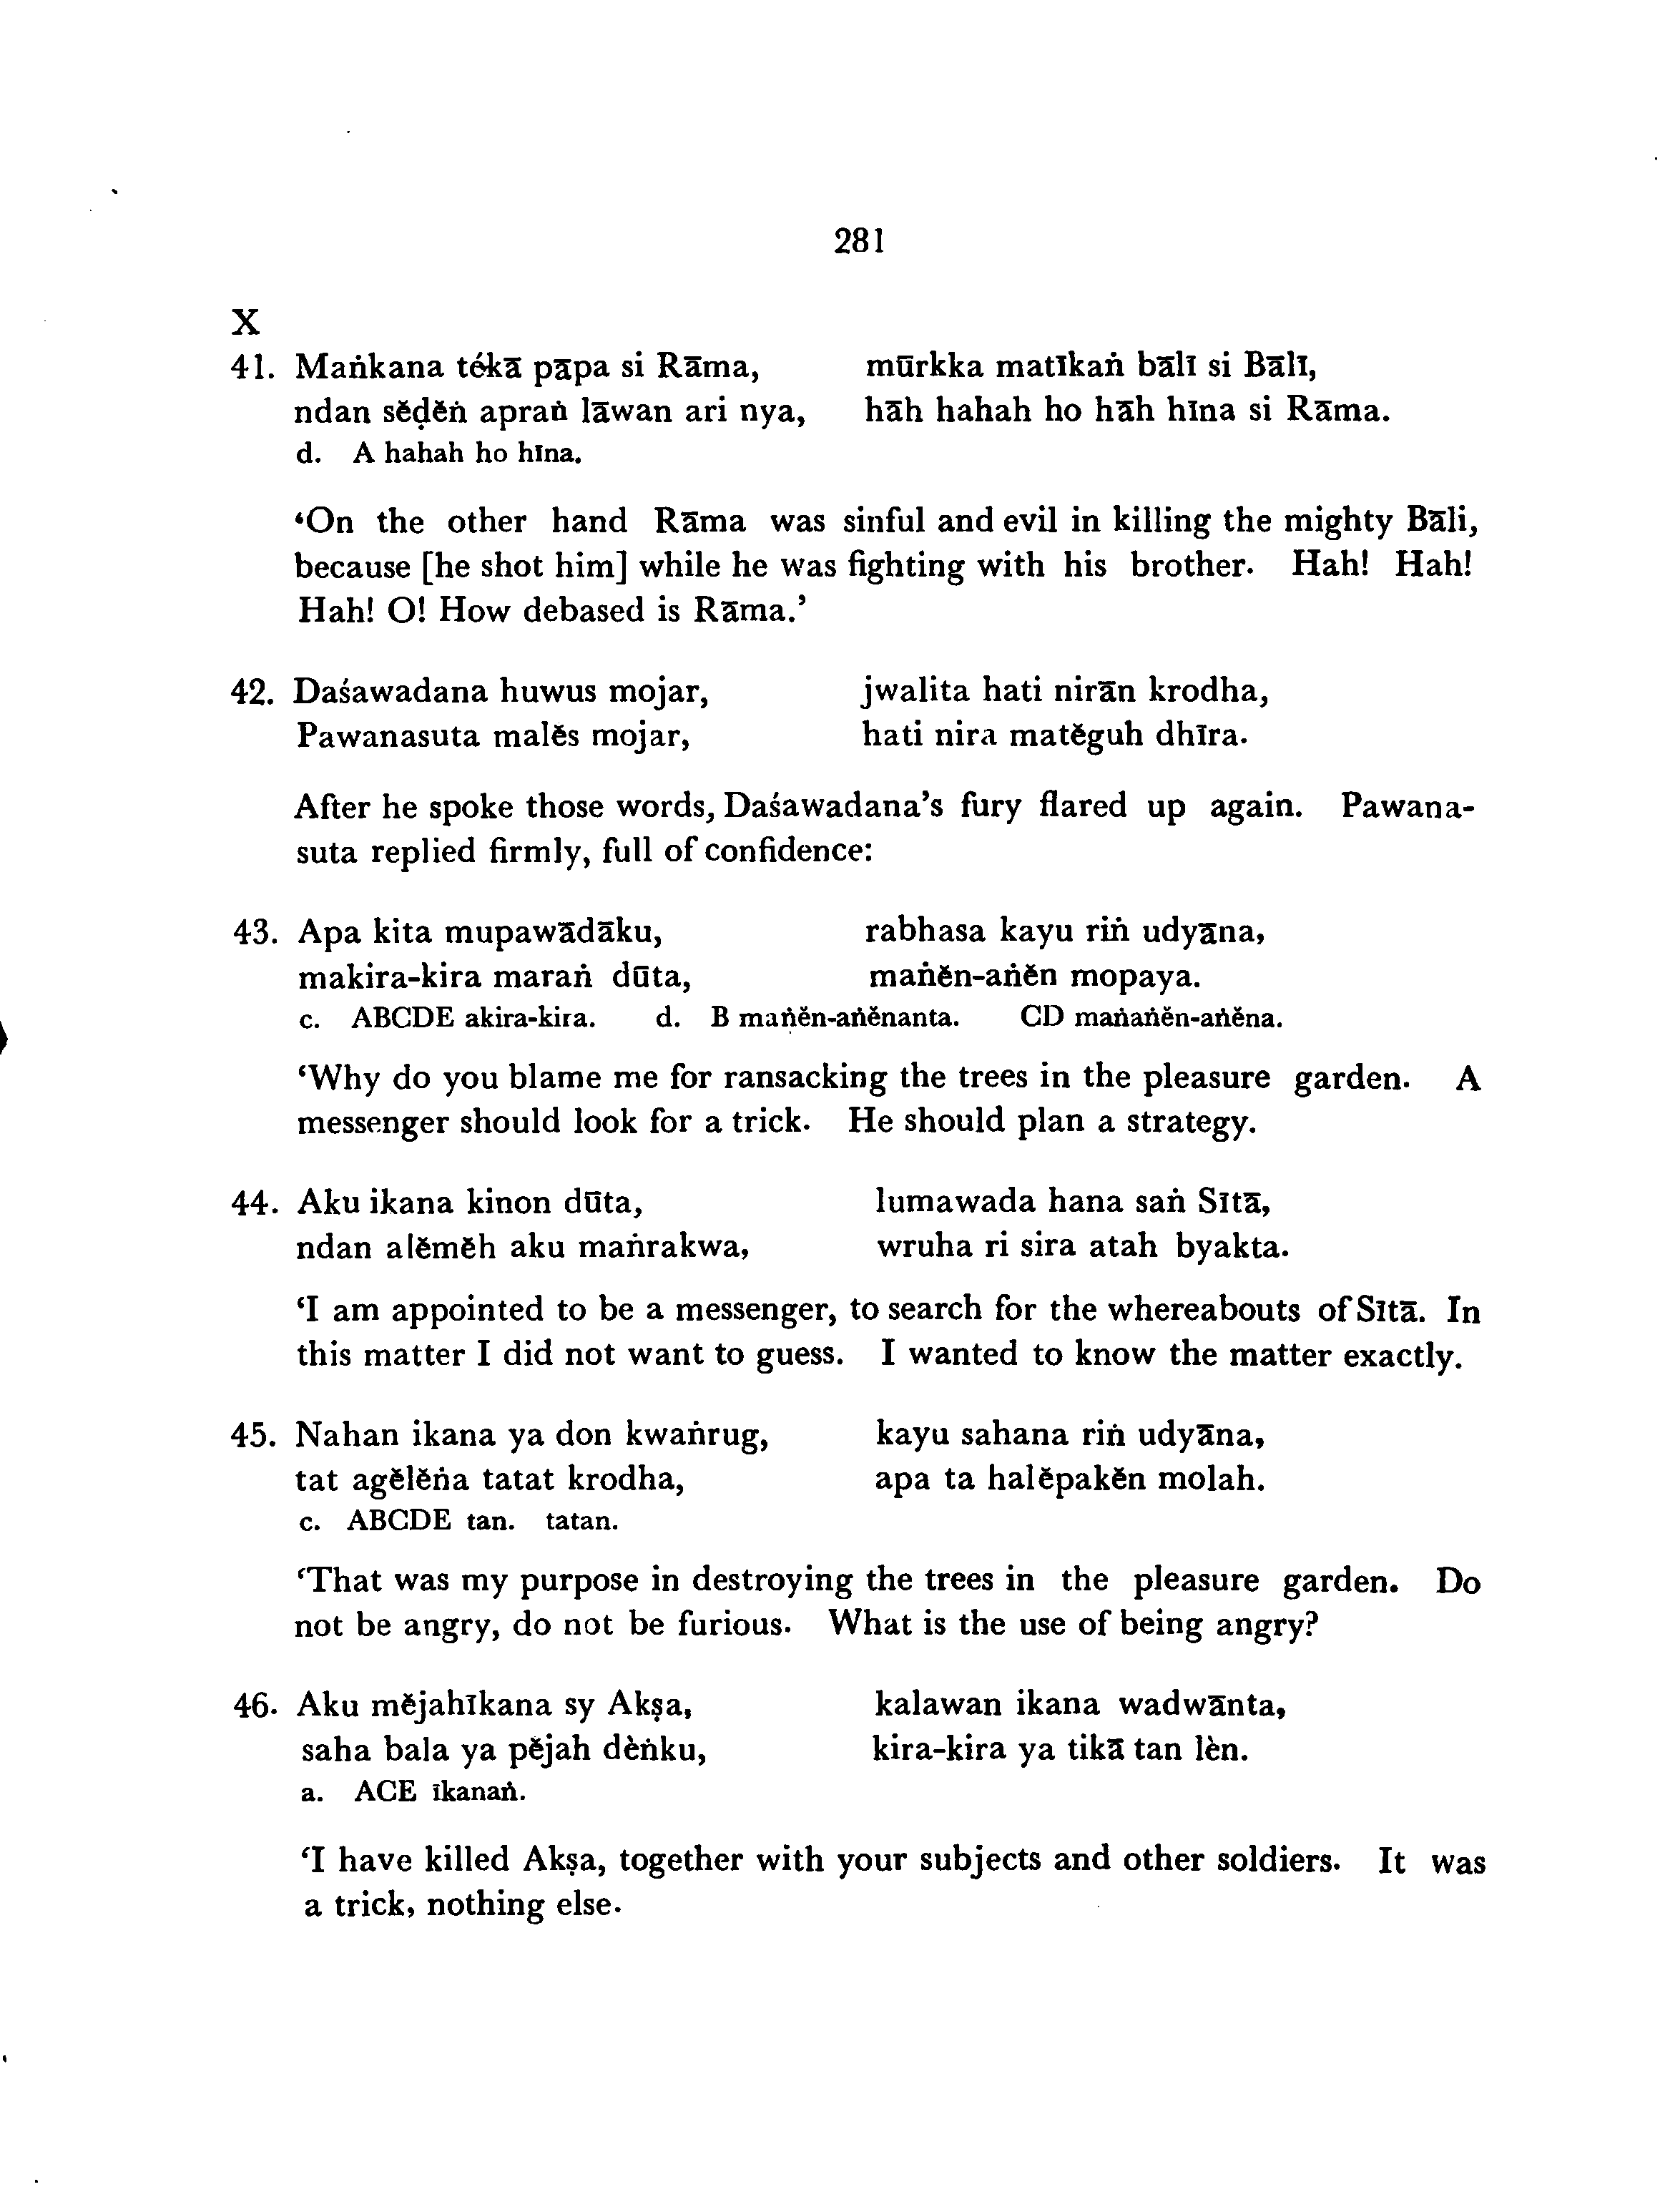 281
X
41. Maṅkana tékā pāpa si Rāma, mūrkka matīkaṅ bālī si Bālī,
ndan sĕḍĕṅ apraṅ lāwan ari nya, hāh hahah ho hāh hīna si Rāma.
d. A hahah ho hīna.
‘On the other hand Rāma was sinful and evil in killing the mighty Bāli,
because [he shot him] while he was fighting with his brother. Hah! Hah!
Hah! O! How debased is Rāma.’
42. Daśawadana huwus mojar, jwalita hati nirān krodha,
Pawanasuta malĕs mojar, hati nira matĕguh dhīra.
After he spoke those words, Daśawadana’s fury flared up again. Pawana-
suta replied firmly, full of confidence:
43. Apa kita mupawādāku, rabhasa kayu riṅ udyāna,
makira-kira maraṅ dūta, maṅĕn-aṅĕn mopaya.
c. ABCDE akira-kira. d. B maṅĕn-aṅĕnanta. CD maṅaṅĕn-aṅĕna.
‘Why do you blame me for ransacking the trees in the pleasure garden. A
messenger should look for a trick. He should plan a strategy.
44. Aku ikana kinon dūta, lumawada hana saṅ Sītā,
ndan alĕmĕh aku maṅrakwa, wruha ri sira atah byakta.
‘I am appointed to be a messenger, to search for the whereabouts of Sītā. In
this matter I did not want to guess. I wanted to know the matter exactly.
45. Nahan ikana ya don kwaṅrug, kayu sahana riṅ udyāna,
tat agĕlĕṅa tatat krodha, apa ta halĕpakĕn molah.
c. ABCDE tan. tatan.
‘That was my purpose in destroying the trees in the pleasure garden. Do
not be angry, do not be furious. What is the use of being angry?
46. Aku mĕjahīkana sy Akṣa, kalawan ikana wadwānta,
saha bala ya pĕjah dèṅku, kira-kira ya tikā tan lèn.
a. ACE īkanaṅ.
‘I have killed Akṣa, together with your subjects and other soldiers. It was
a trick, nothing else.